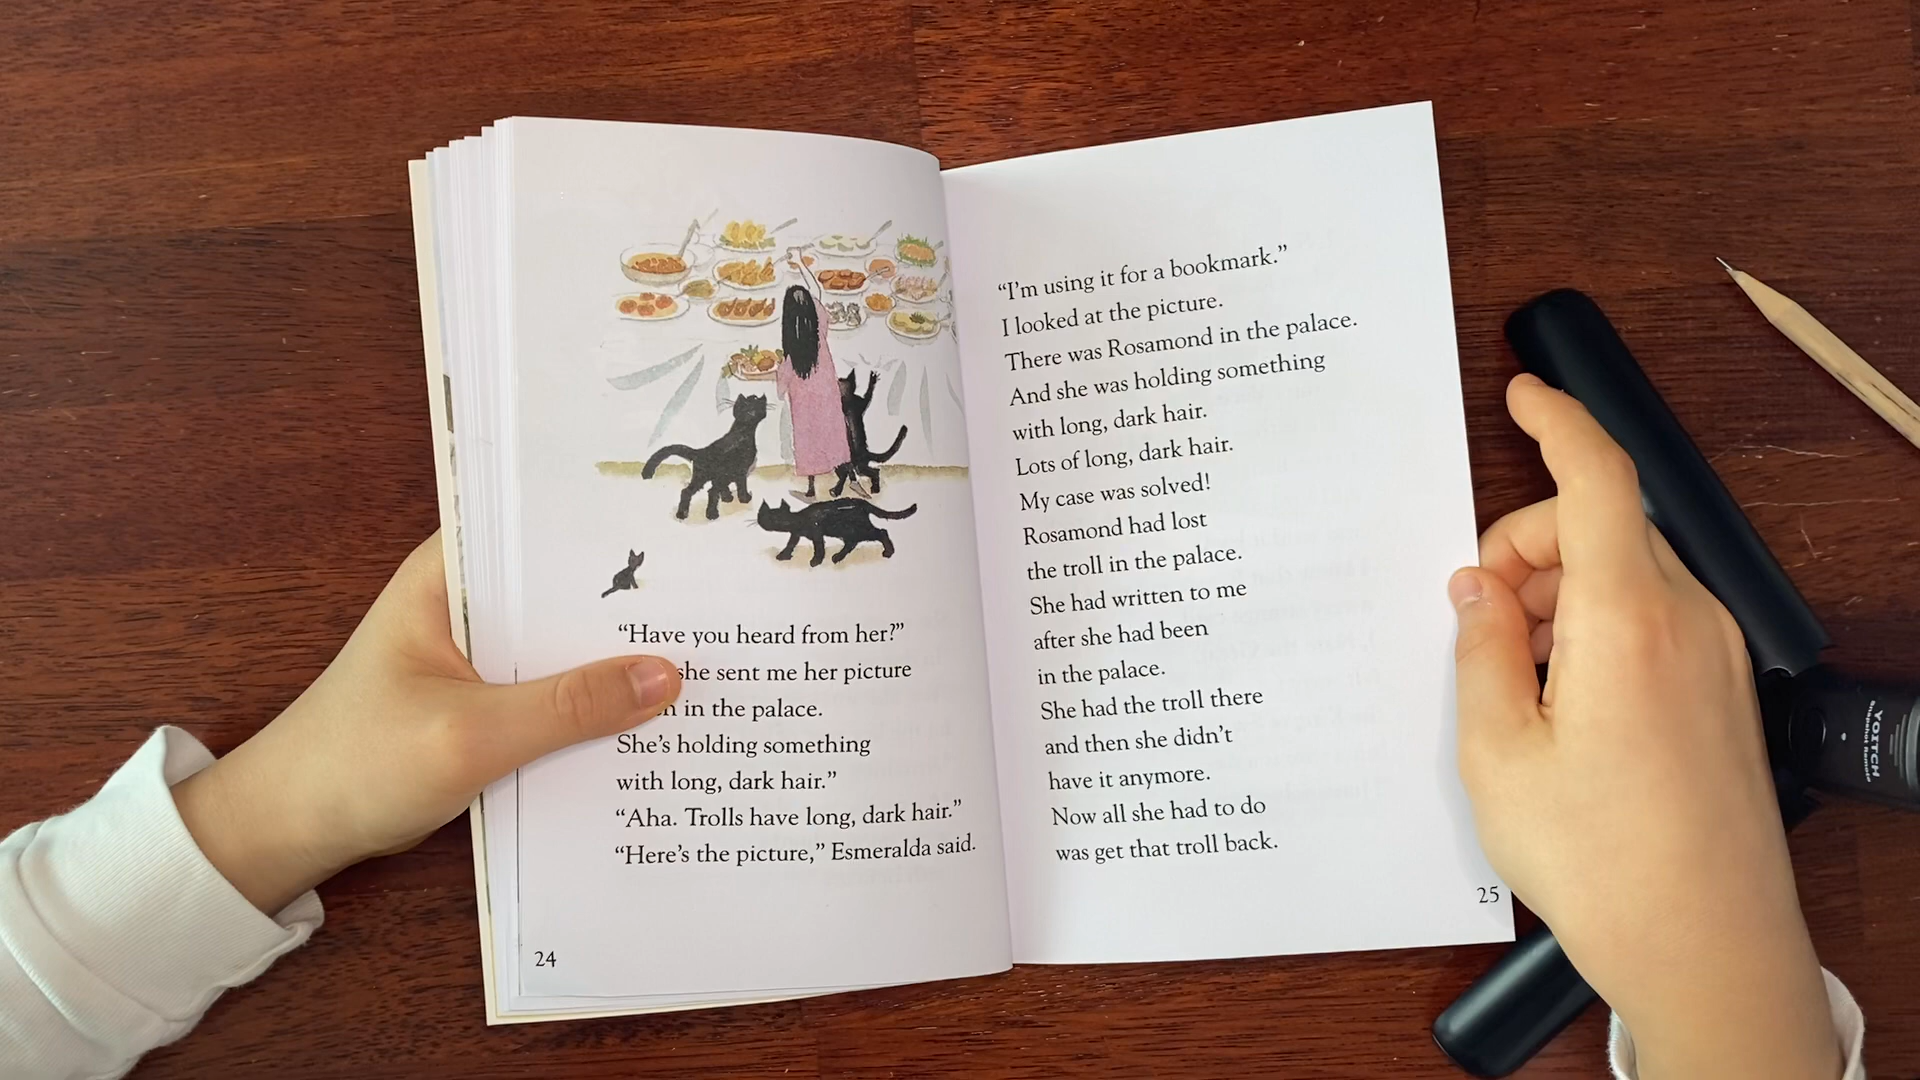 “Have you heard from her?”
she sent me her picture
in the palace.
She’s holding something
with long, dark hair.”
“Aha. Trolls have long, dark hair.”
“Here’s the picture,” Esmeralda said.
24
“I’m using it for a bookmark.”
I looked at the picture.
There was Rosamond in the palace.
And she was holding something
with long, dark hair.
Lots of long, dark hair.
My case was solved!
Rosamond had lost
the troll in the palace.
She had written to me
after she had been
in the palace.
She had the troll there
and then she didn’t
have it anymore.
Now all she had to do
was get that troll back.
25
YOITCH
Snapshot Remote